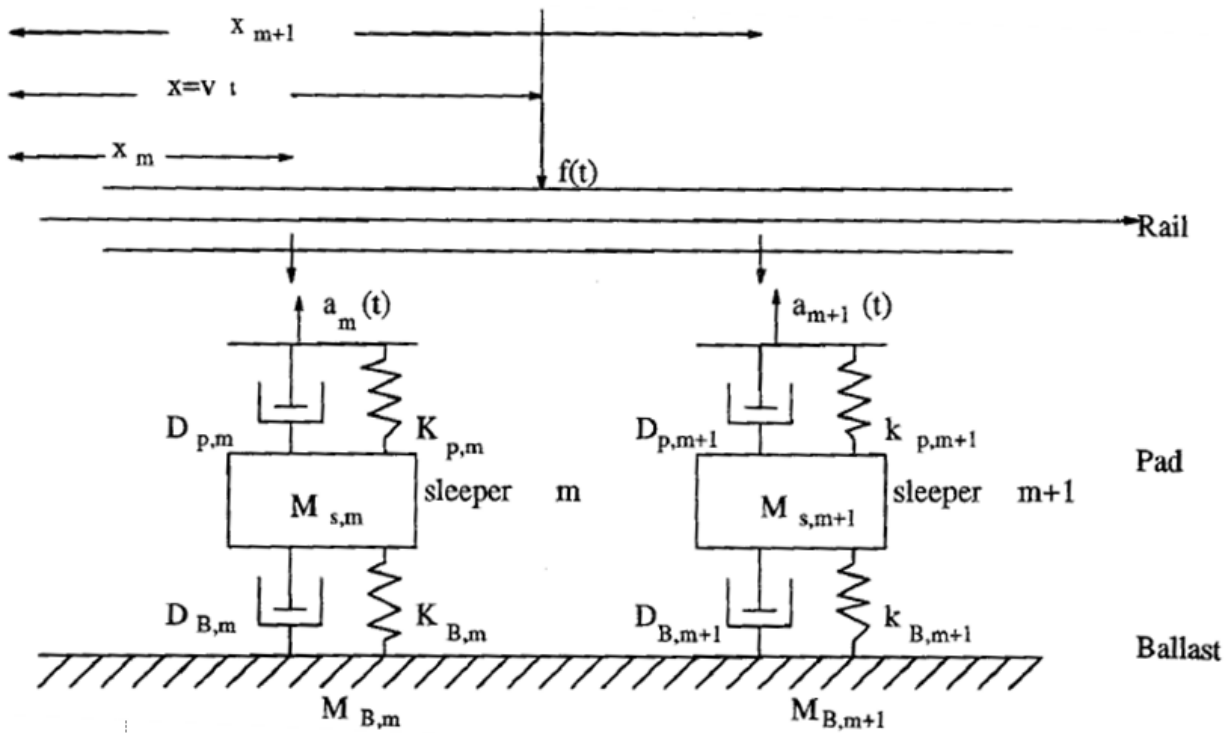 x m+1
x=v t
x m
f(t)
Rail
a m (t) a m+1 (t)
D p,m K p,m D p,m+1 k p,m+1
Pad
M s,m sleeper m M s,m+1 sleeper m+1
D B,m K B,m D B,m+1 k B,m+1
Ballast
M B,m M B,m+1